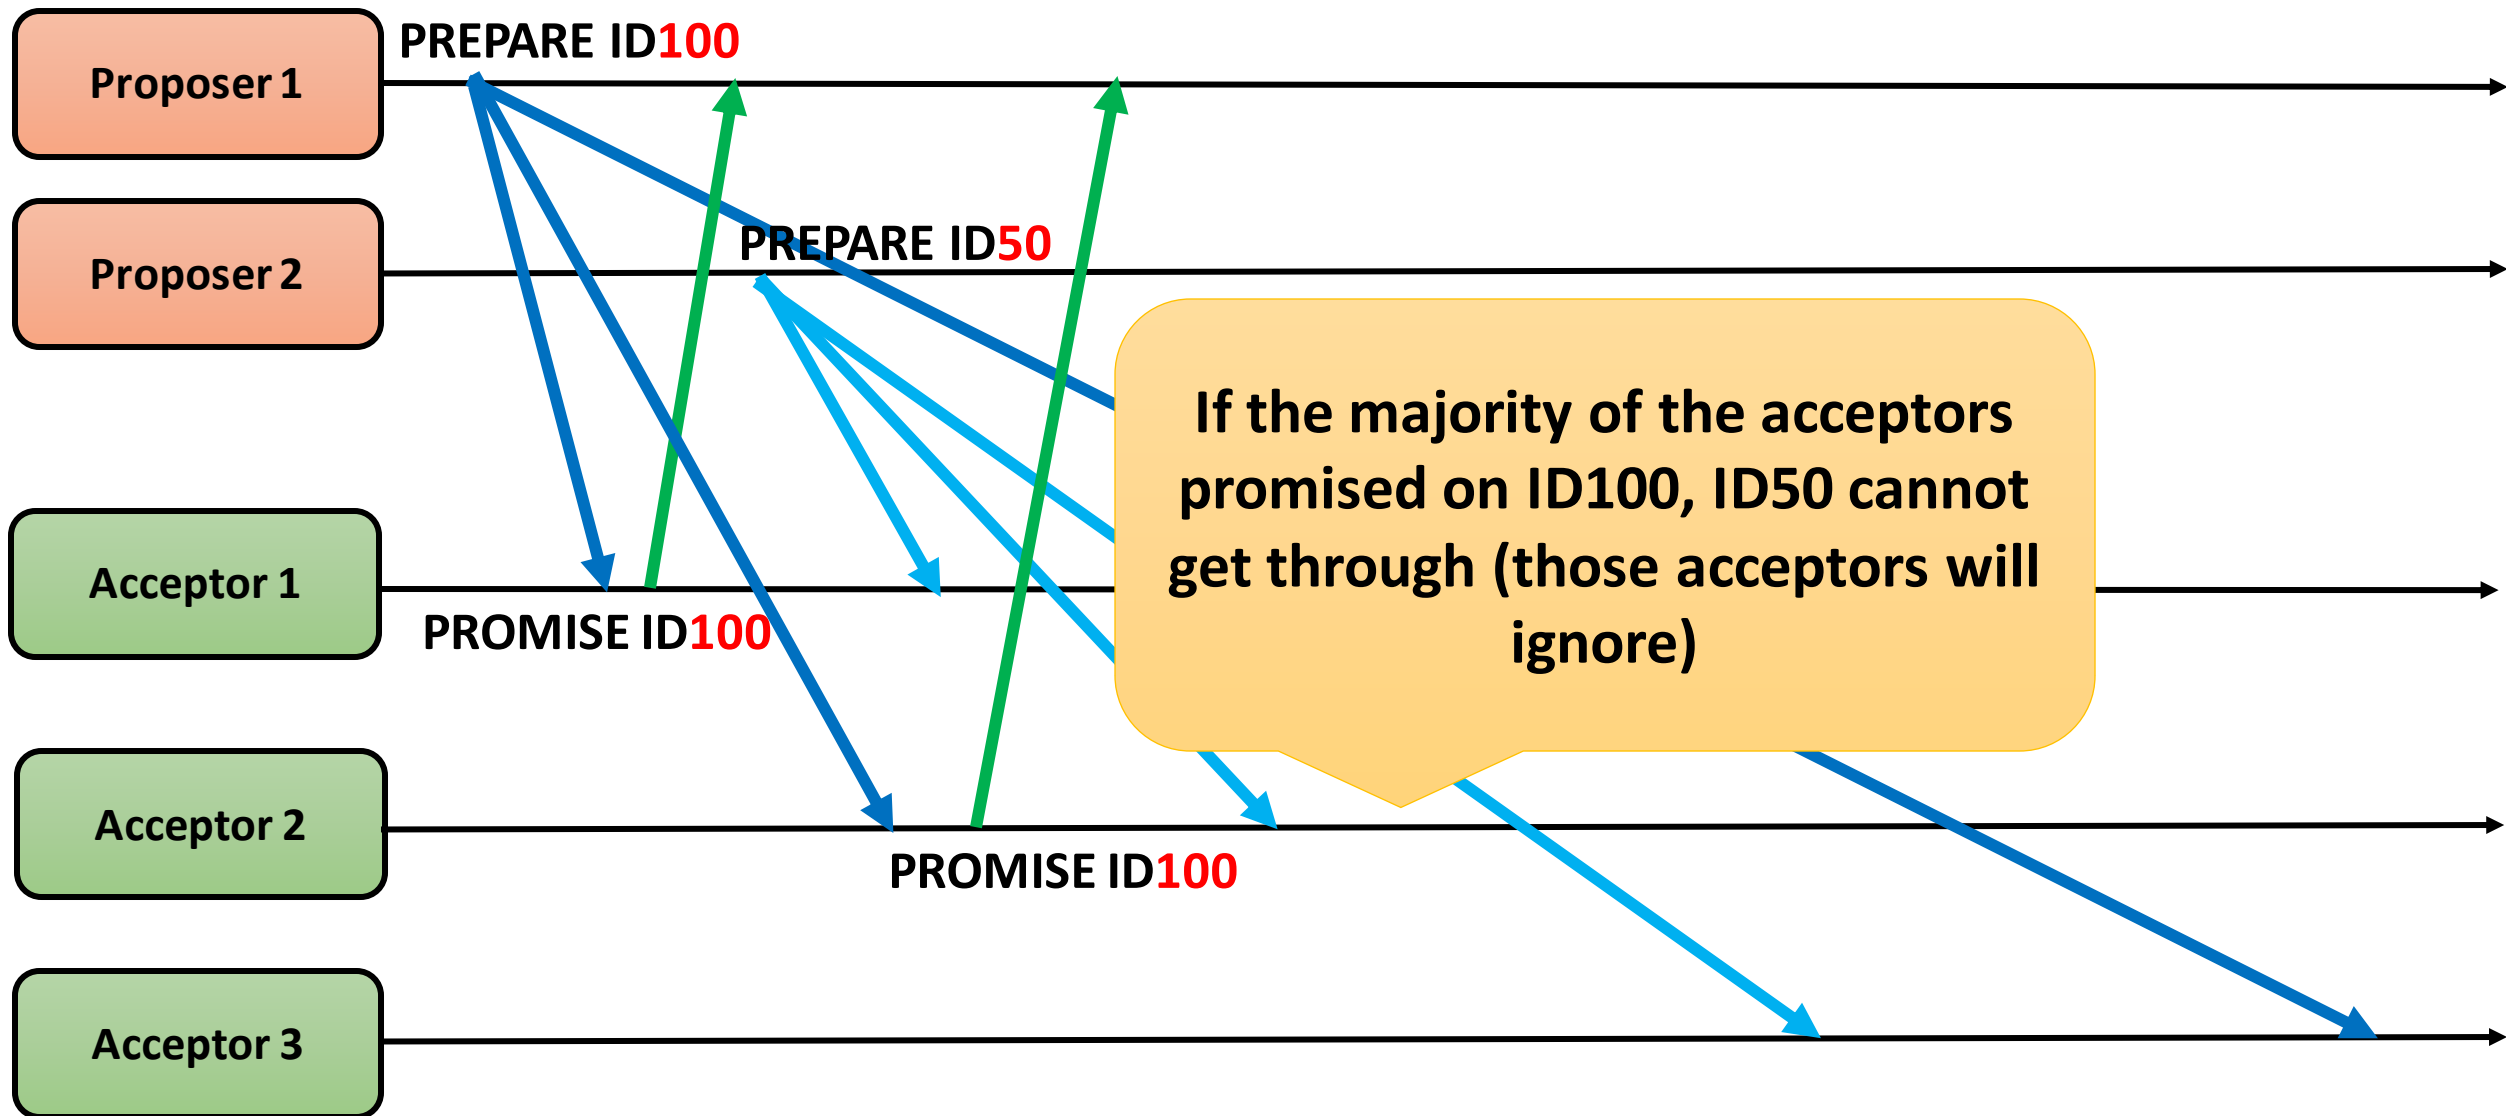 PREPARE ID100
Proposer 1
PREPARE ID50
Proposer 2
If the majority of the acceptors
promised on ID100, ID50 cannot
get through (those acceptors will
ignore)
Acceptor 1
PROMISE ID100
Acceptor 2
PROMISE ID100
Acceptor 3